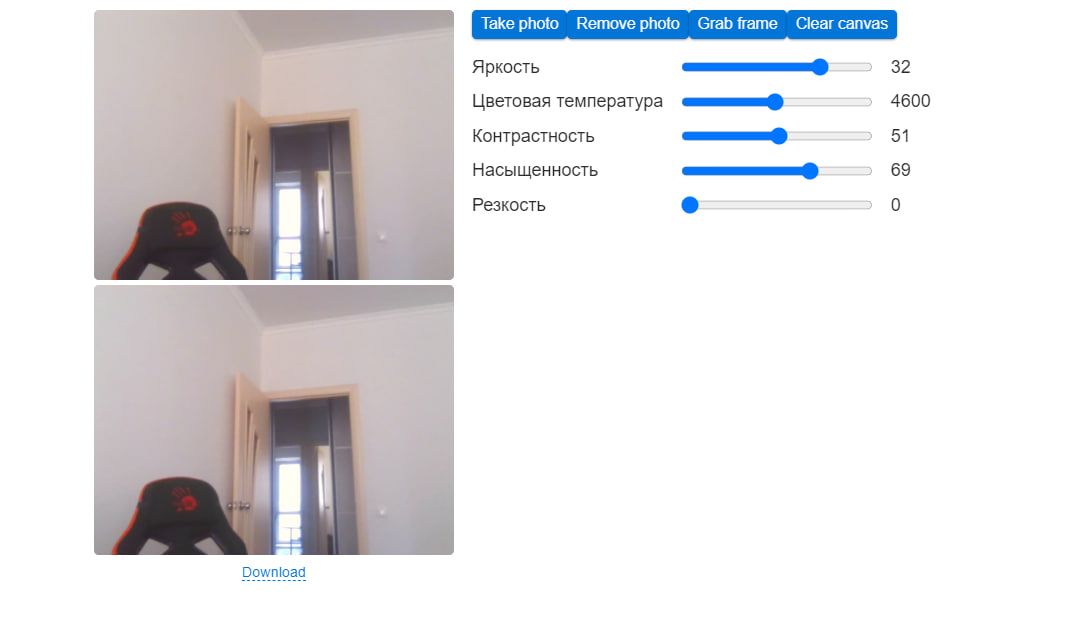 Take photo Remove photo Grab frame Clear canvas
Яркость 32
Цветовая температура 4600
Контрастность 51
Насыщенность 69
Резкость 0
Download